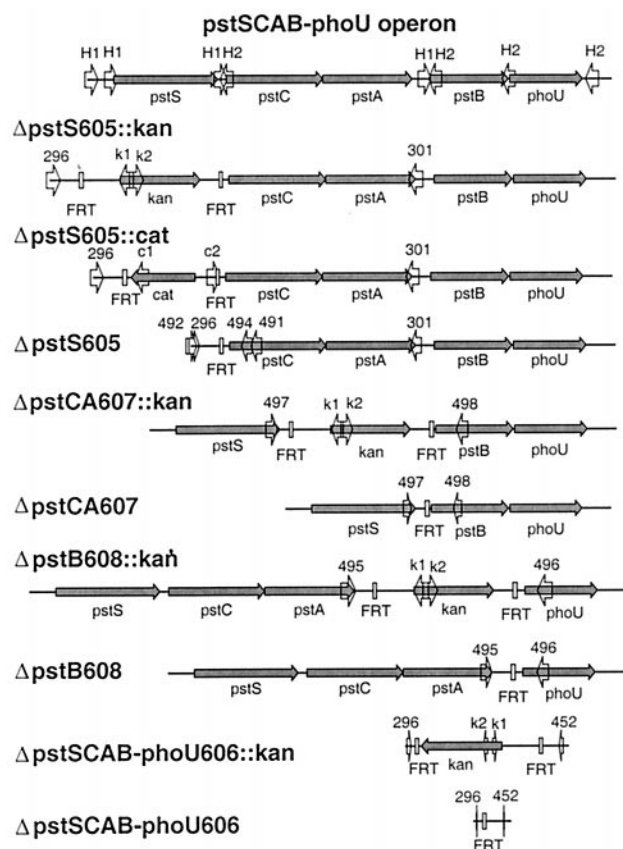 pstSCAB-phoU operon
H1 H1 H1 H2 H1 H2 H2 H2
pstS pstC pstA pstB phoU
ΔpstS605::kan
296 k1 k2 301
FRT kan FRT pstC pstA pstB phoU
ΔpstS605::cat
296 c1 c2 301
FRT cat FRT pstC pstA pstB phoU
492 296 494 491 301
ΔpstS605
FRT pstC pstA pstB phoU
ΔpstCA607::kan
497 k1 k2 498
pstS FRT kan FRT pstB phoU
497 498
ΔpstCA607
pstS FRT pstB phoU
ΔpstB608::kan
495 k1 k2 496
pstS pstC pstA FRT kan FRT phoU
495 496
ΔpstB608
pstS pstC pstA FRT phoU
296 k2 k1 452
ΔpstSCAB-phoU606::kan
FRT kan FRT
296 452
ΔpstSCAB-phoU606
FRT